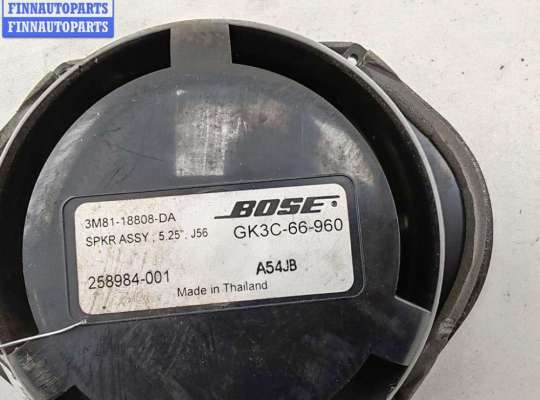 FINNAUTOPARTS
FINNAUTOPARTS
3M81-18808-DA
BOSE®
SPKR ASSY , 5.25", J56
GK3C-66-960
258984-001
A54JB
Made in Thailand